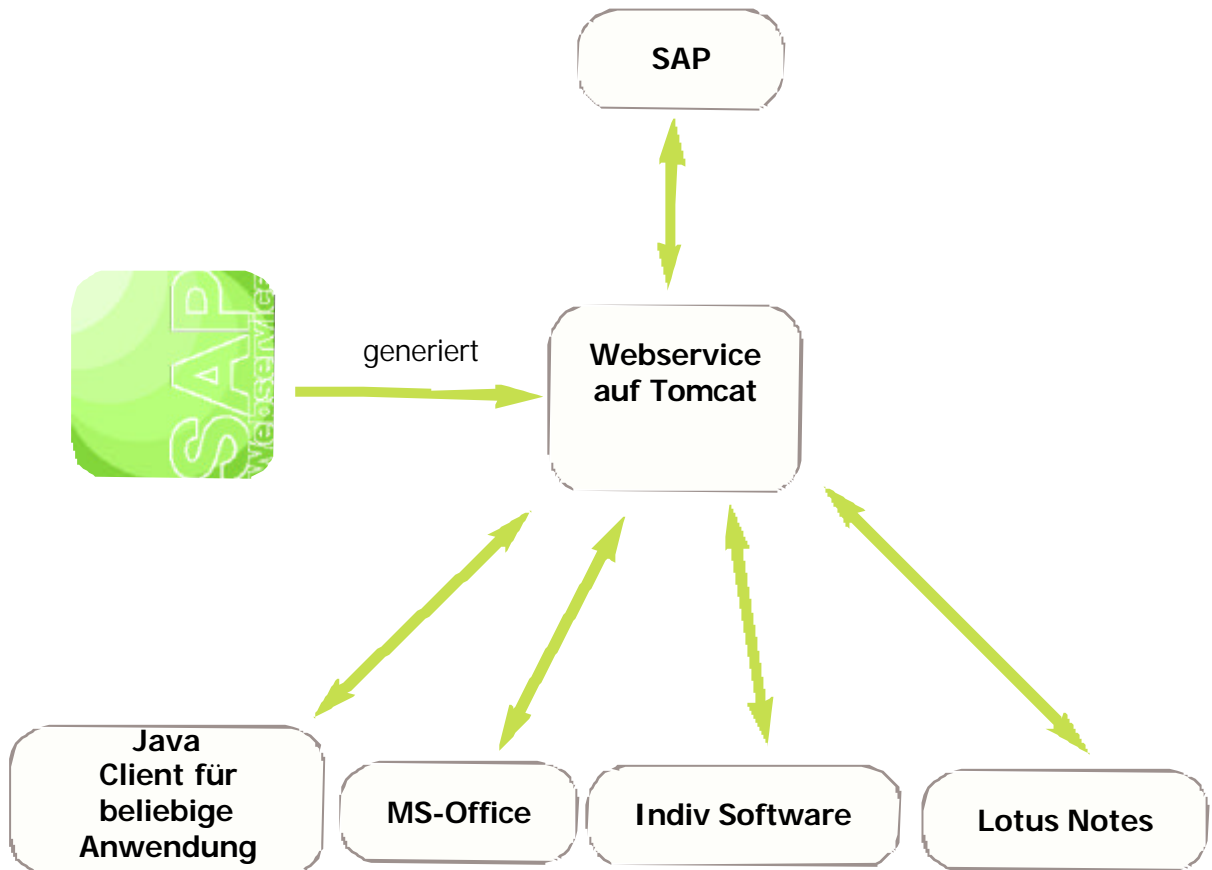 SAP
SAP
Webservice
generiert
Webservice
auf Tomcat
Java
Client für
beliebige
Anwendung
MS-Office
Indiv Software
Lotus Notes